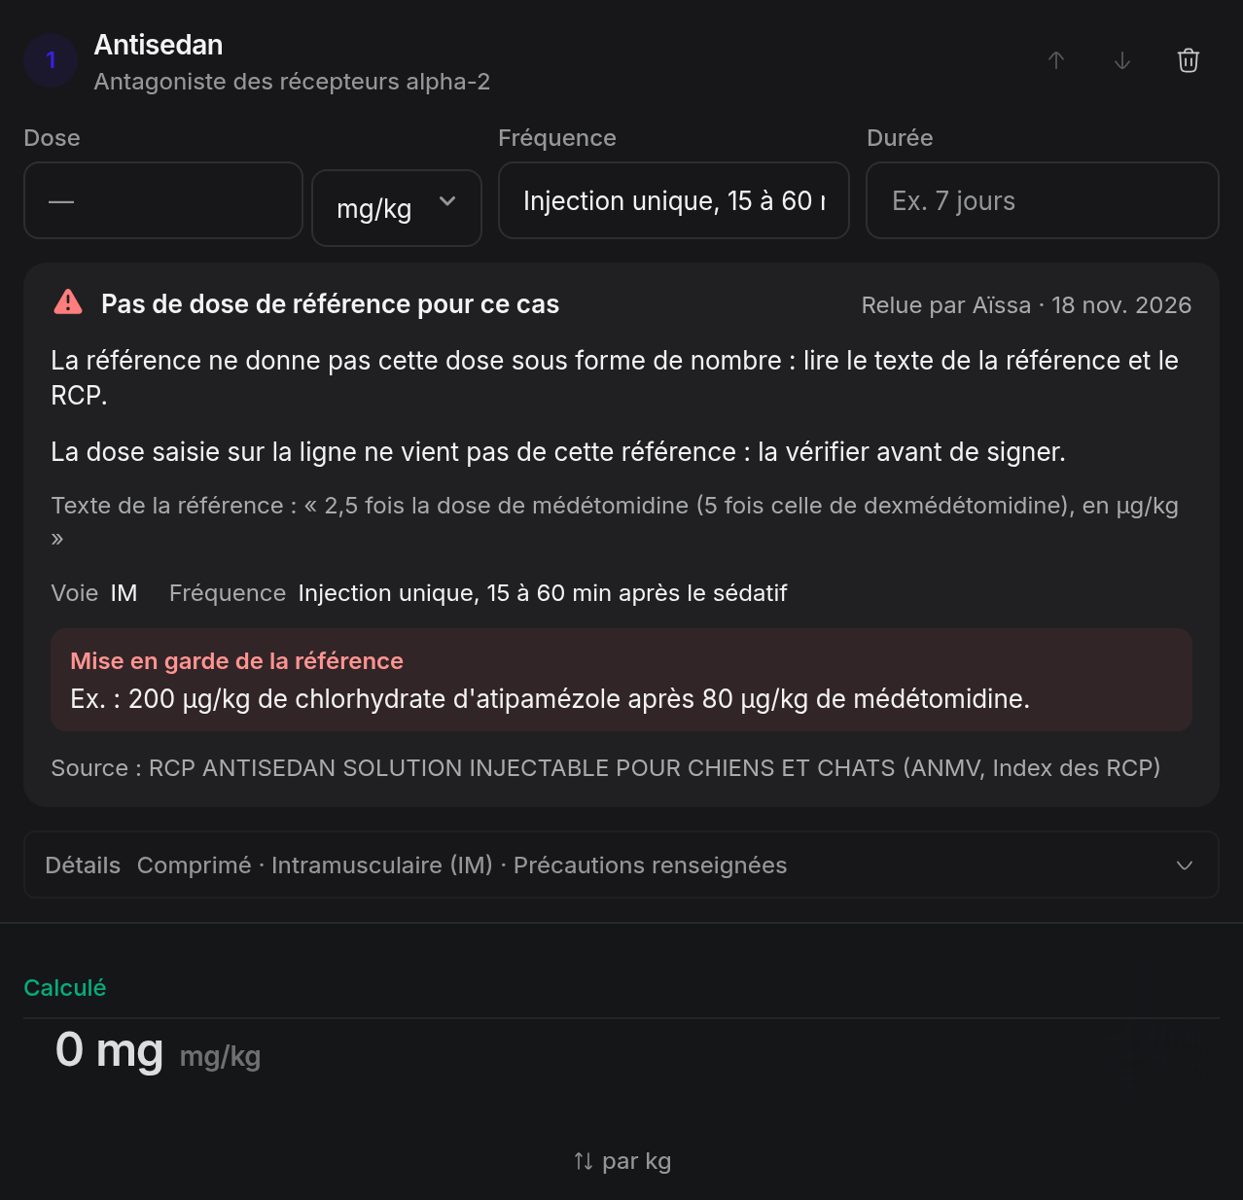 1
Antisedan
Antagoniste des récepteurs alpha-2
Dose
Fréquence
Durée
—
mg/kg
Injection unique, 15 à 60
Ex. 7 jours
Pas de dose de référence pour ce cas
Relue par Aïssa · 18 nov. 2026
La référence ne donne pas cette dose sous forme de nombre : lire le texte de la référence et le
RCP.
La dose saisie sur la ligne ne vient pas de cette référence : la vérifier avant de signer.
Texte de la référence : « 2,5 fois la dose de médétomidine (5 fois celle de dexmédétomidine), en µg/kg
»
Voie IM Fréquence Injection unique, 15 à 60 min après le sédatif
Mise en garde de la référence
Ex. : 200 µg/kg de chlorhydrate d'atipamézole après 80 µg/kg de médétomidine.
Source : RCP ANTISEDAN SOLUTION INJECTABLE POUR CHIENS ET CHATS (ANMV, Index des RCP)
Détails Comprimé · Intramusculaire (IM) · Précautions renseignées
Calculé
0 mg mg/kg
par kg